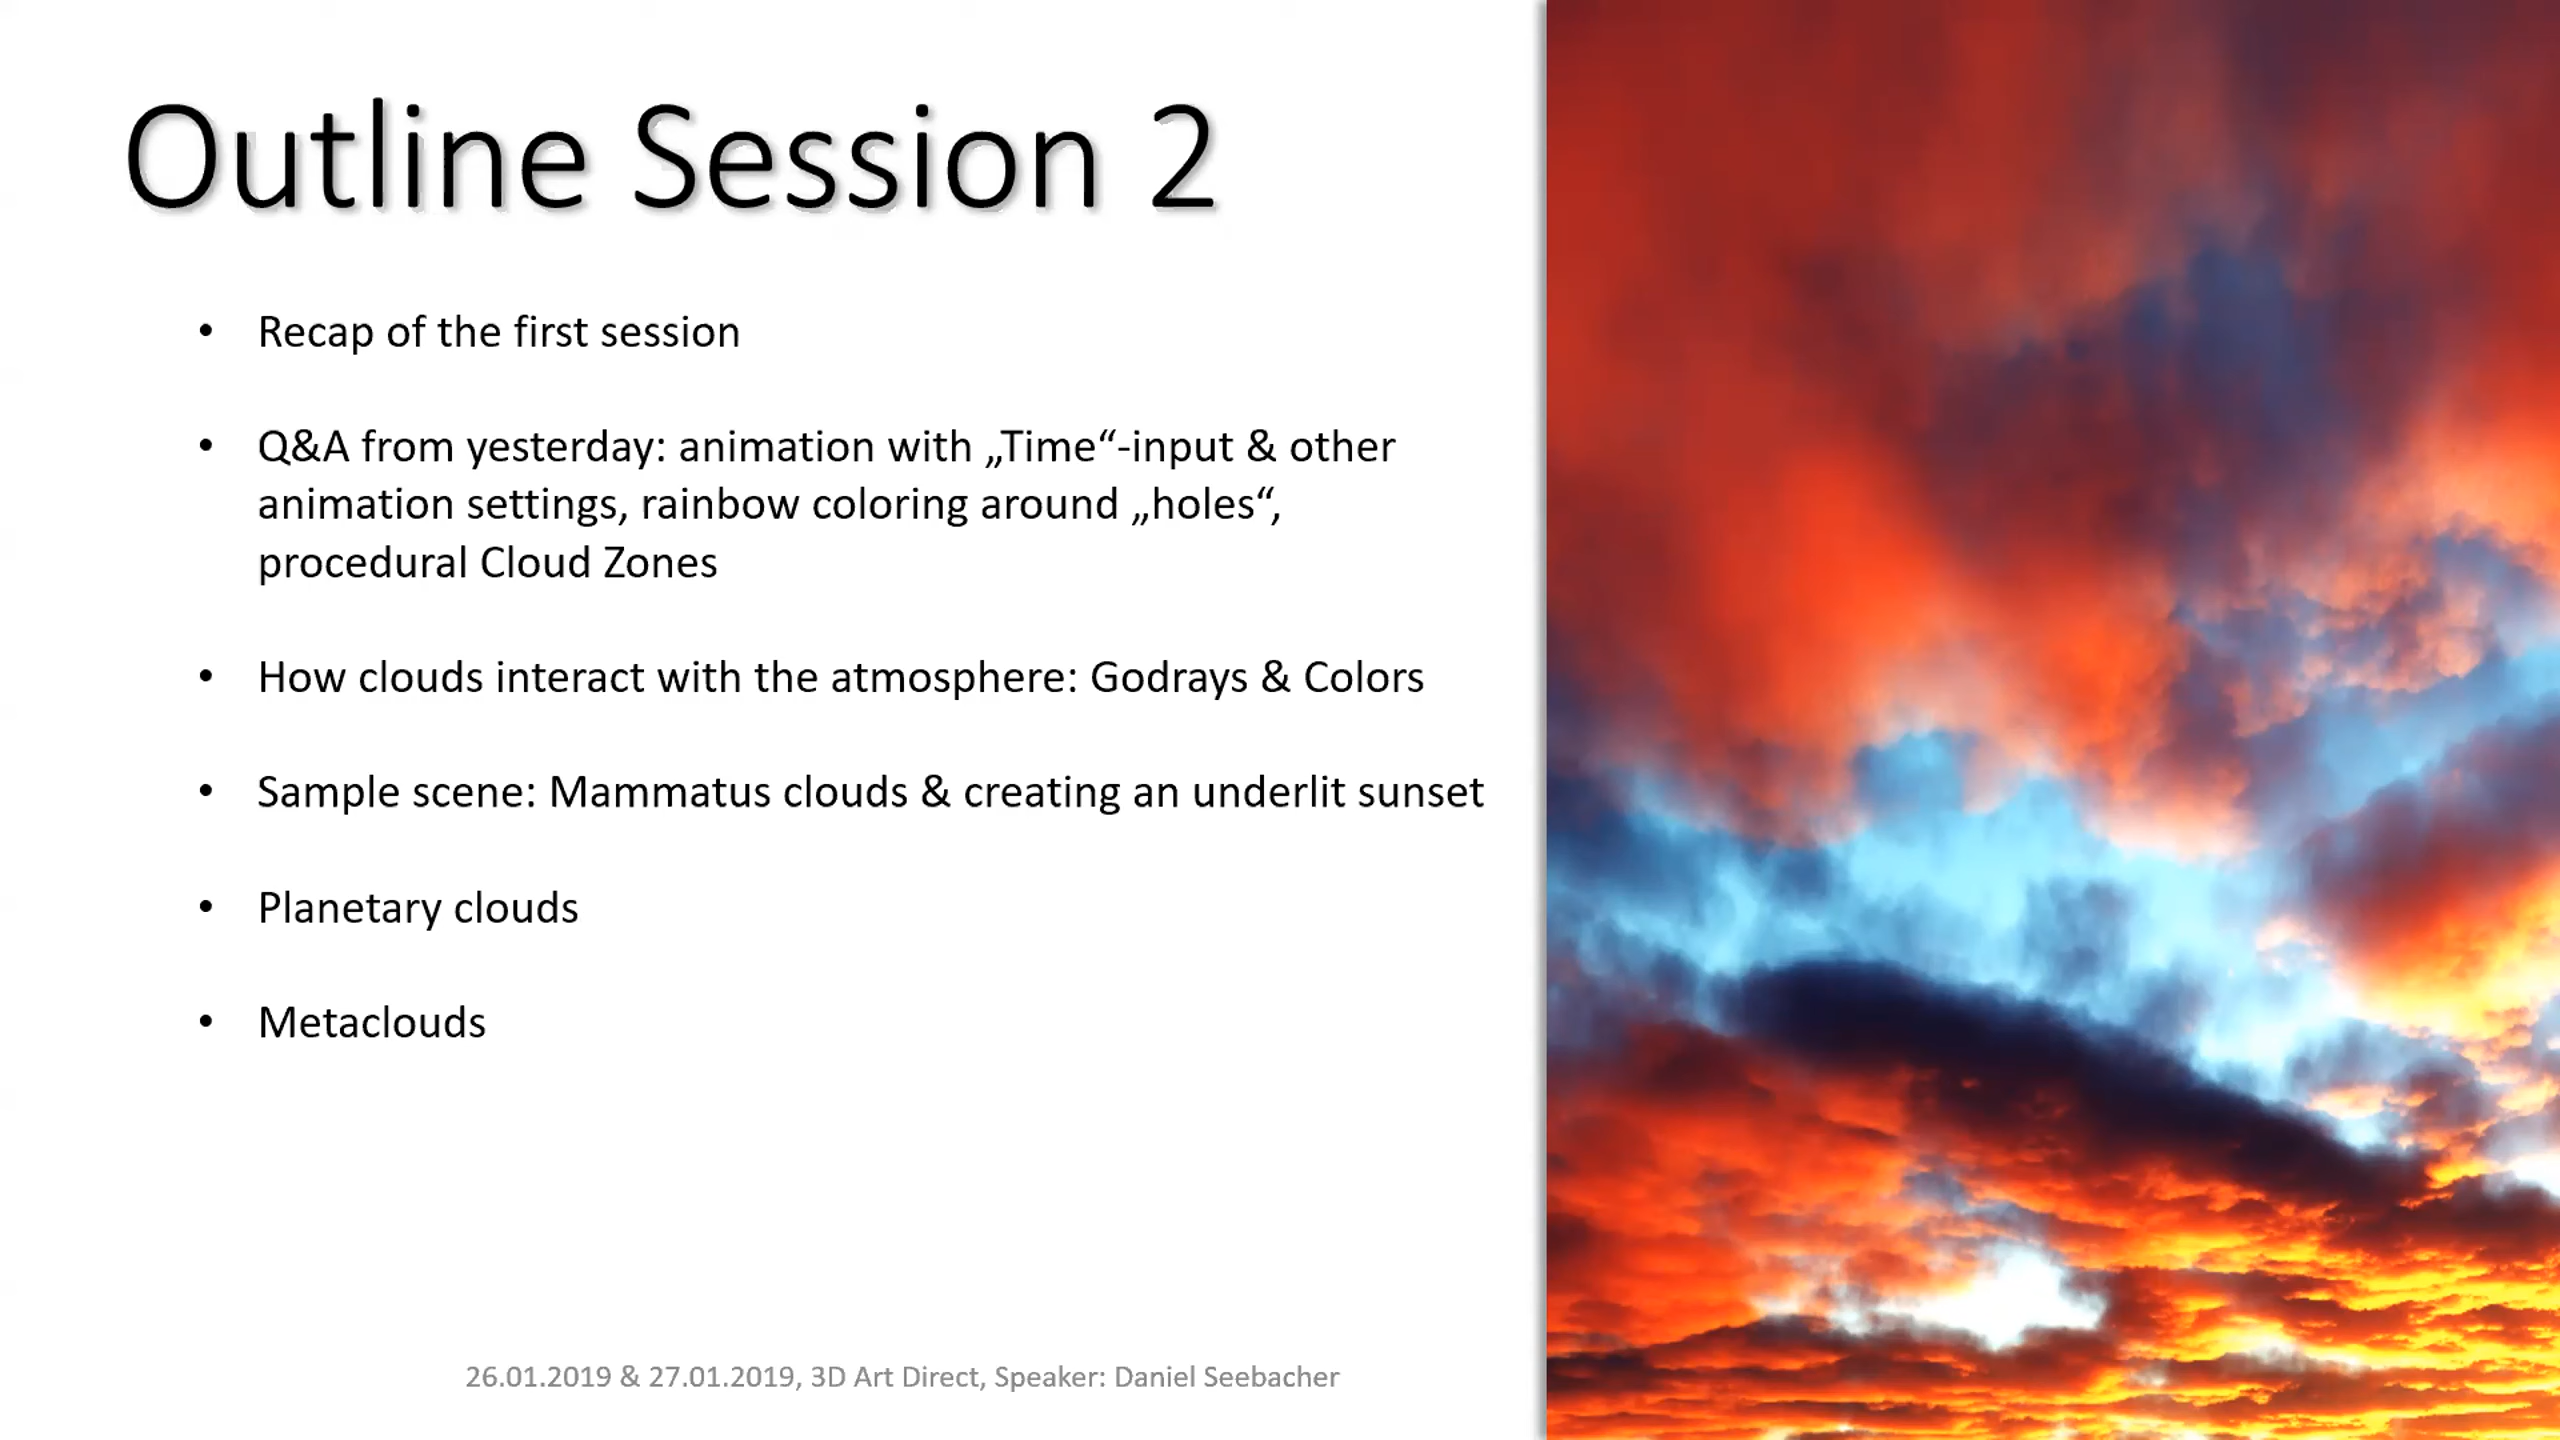 Outline Session 2
• Recap of the first session
• Q&A from yesterday: animation with „Time“-input & other
animation settings, rainbow coloring around „holes“,
procedural Cloud Zones
• How clouds interact with the atmosphere: Godrays & Colors
• Sample scene: Mammatus clouds & creating an underlit sunset
• Planetary clouds
• Metaclouds
26.01.2019 & 27.01.2019, 3D Art Direct, Speaker: Daniel Seebacher